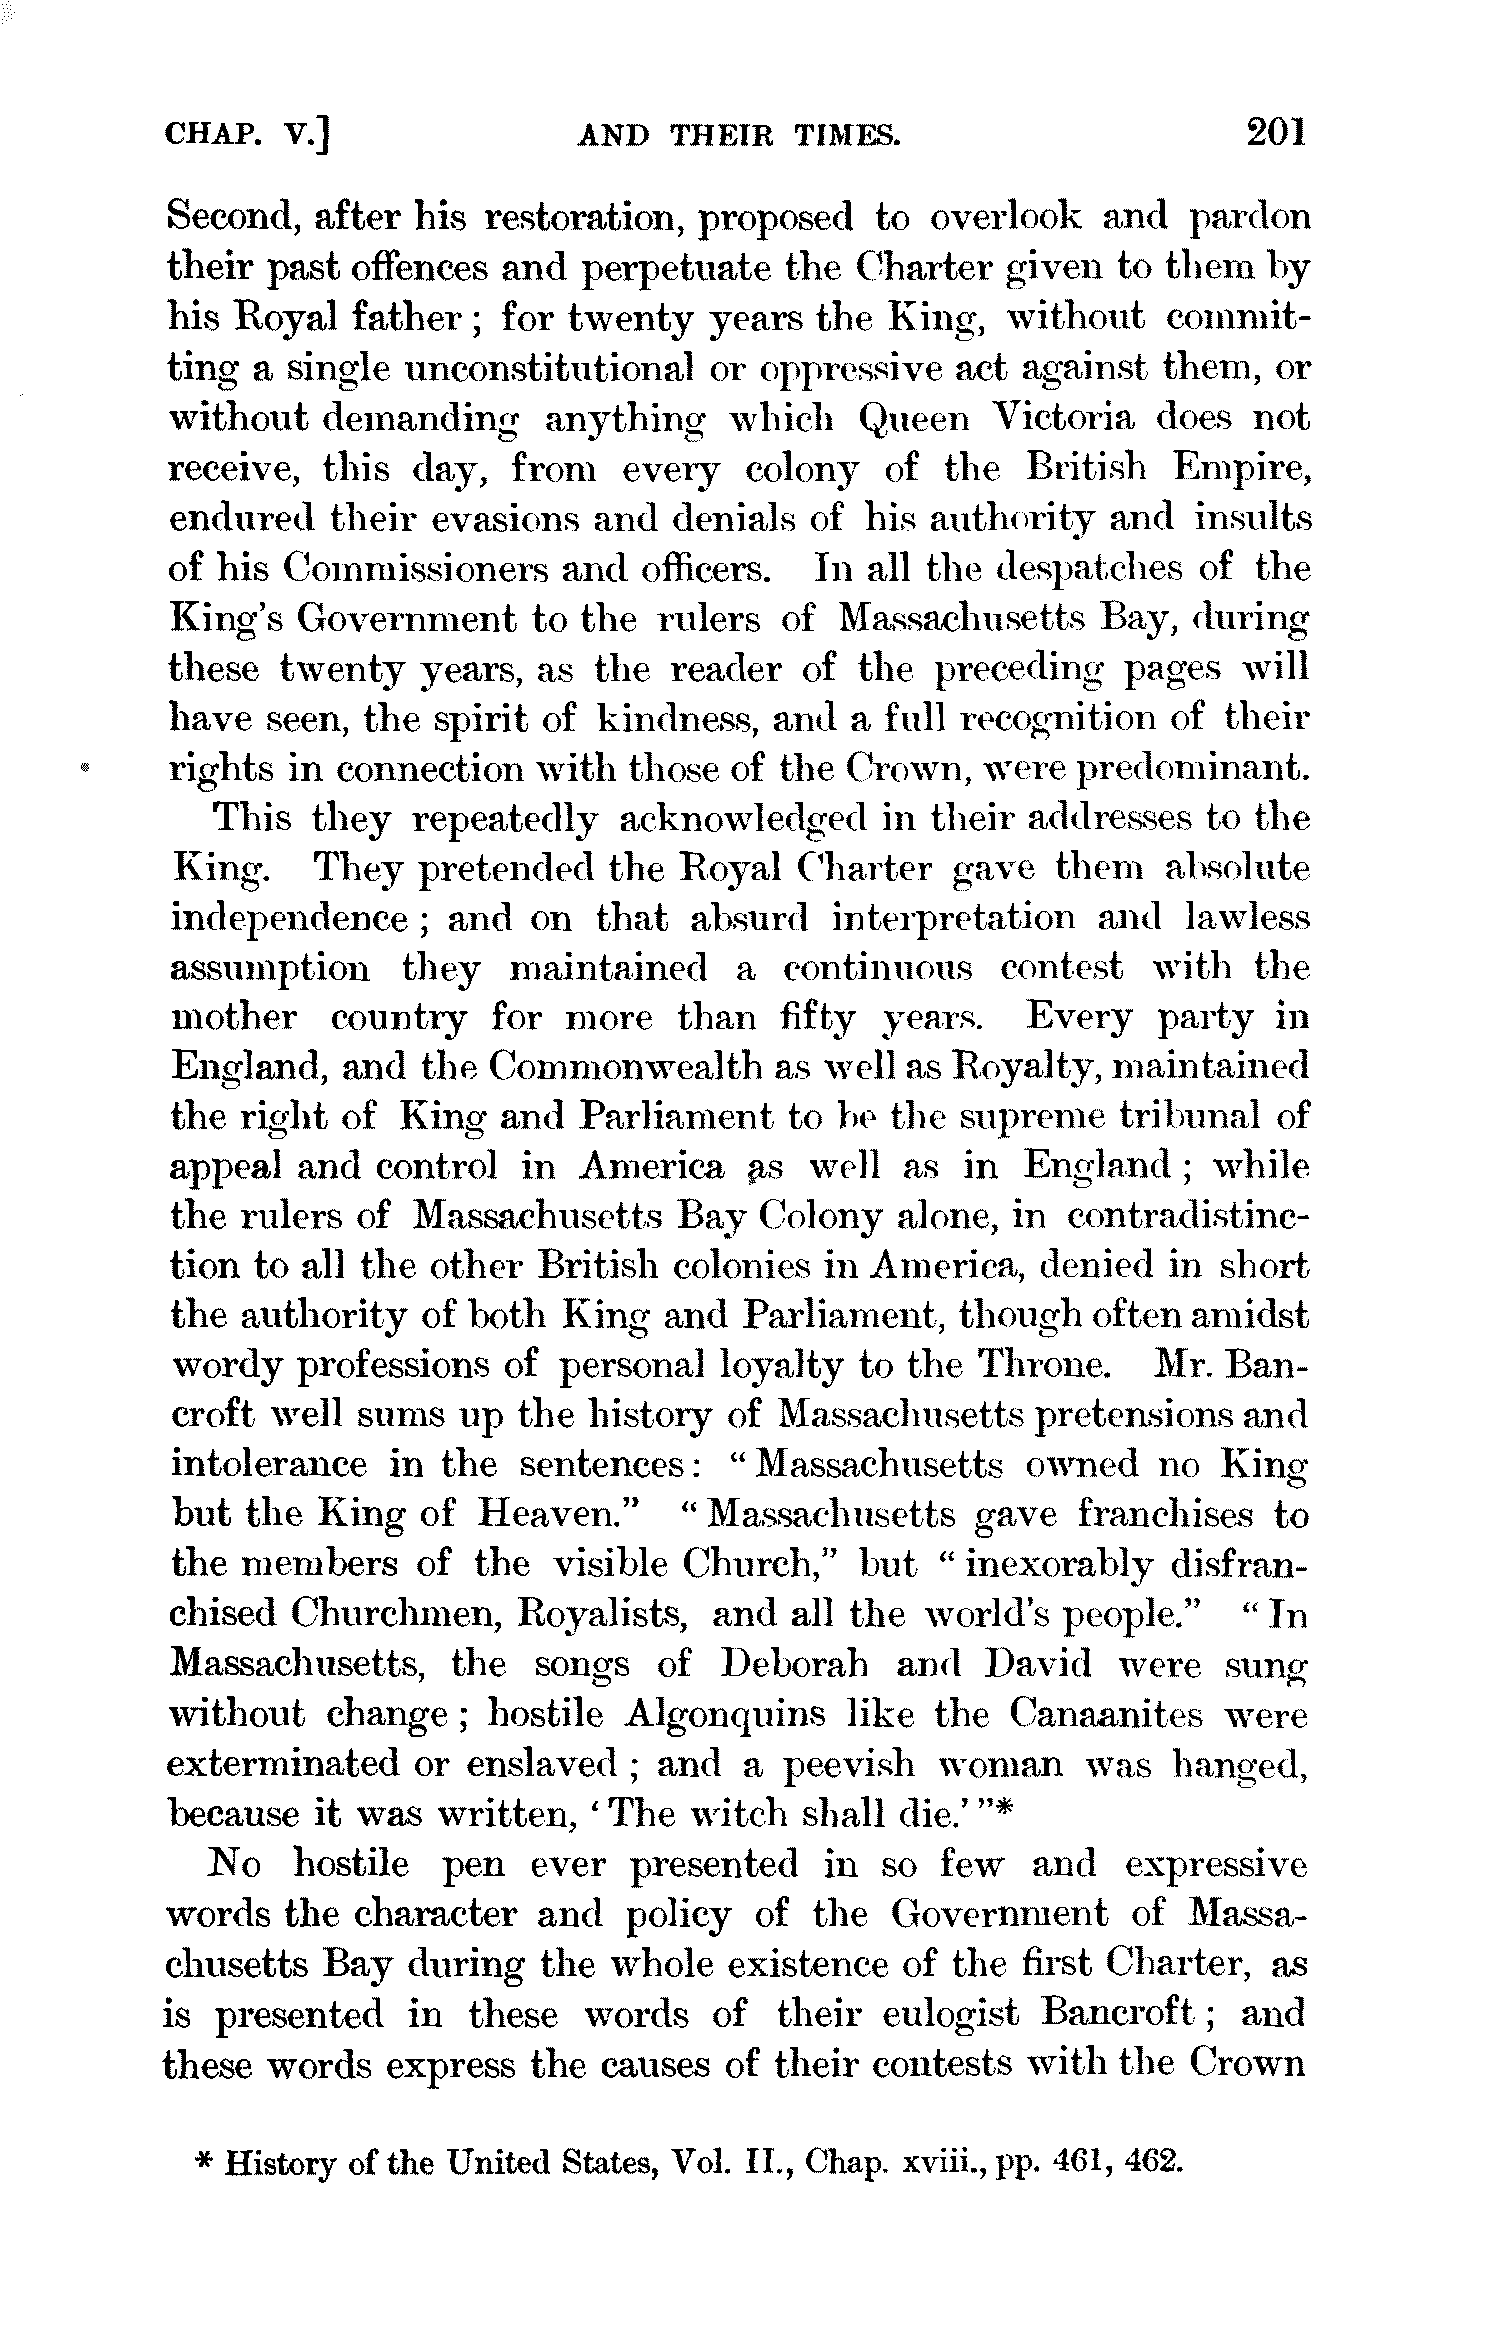 CHAP. V.] AND THEIR TIMES. 201
Second, after his restoration, proposed to overlook and pardon
their past offences and perpetuate the Charter given to them by
his Royal father ; for twenty years the King, without commit-
ting a single unconstitutional or oppressive act against them, or
without demanding anything which Queen Victoria does not
receive, this day, from every colony of the British Empire,
endured their evasions and denials of his authority and insults
of his Commissioners and officers. In all the despatches of the
King's Government to the rulers of Massachusetts Bay, during
these twenty years, as the reader of the preceding pages will
have seen, the spirit of kindness, and a full recognition of their
rights in connection with those of the Crown, were predominant.
This they repeatedly acknowledged in their addresses to the
King. They pretended the Royal Charter gave them absolute
independence ; and on that absurd interpretation and lawless
assumption they maintained a continuous contest with the
mother country for more than fifty years. Every party in
England, and the Commonwealth as well as Royalty, maintained
the right of King and Parliament to be the supreme tribunal of
appeal and control in America as well as in England ; while
the rulers of Massachusetts Bay Colony alone, in contradistinc-
tion to all the other British colonies in America, denied in short
the authority of both King and Parliament, though often amidst
wordy professions of personal loyalty to the Throne. Mr. Ban-
croft well sums up the history of Massachusetts pretensions and
intolerance in the sentences: “ Massachusetts owned no King
but the King of Heaven.” “ Massachusetts gave franchises to
the members of the visible Church,” but “ inexorably disfran-
chised Churchmen, Royalists, and all the world's people.” “ In
Massachusetts, the songs of Deborah and David were sung
without change ; hostile Algonquins like the Canaanites were
exterminated or enslaved ; and a peevish woman was hanged,
because it was written, ‘ The witch shall die.’ ”*
No hostile pen ever presented in so few and expressive
words the character and policy of the Government of Massa-
chusetts Bay during the whole existence of the first Charter, as
is presented in these words of their eulogist Bancroft ; and
these words express the causes of their contests with the Crown
* History of the United States, Vol. II., Chap. xviii., pp. 461, 462.